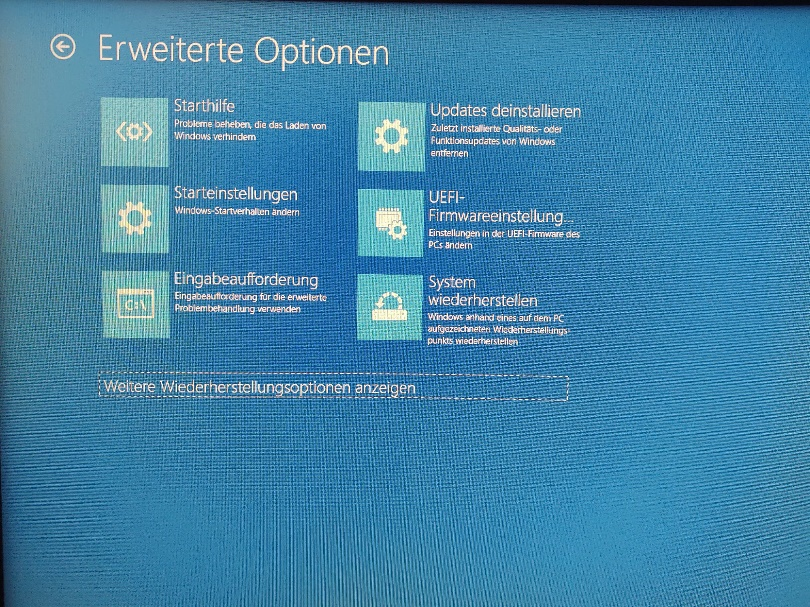 Erweiterte Optionen
Starthilfe
Probleme beheben, die das Laden von
Windows verhindern
Updates deinstallieren
Zuletzt installierte Qualitäts- oder
Funktionsupdates von Windows
entfernen
Starteinstellungen
Windows-Startverhalten ändern
UEFI-
Firmwareeinstellung...
Einstellungen in der UEFI-Firmware des
PCs ändern
Eingabeaufforderung
Eingabeaufforderung für die erweiterte
Problembehandlung verwenden
C:\
System
wiederherstellen
Windows anhand eines auf dem PC
aufgezeichneten Wiederherstellungs-
punkts wiederherstellen
Weitere Wiederherstellungsoptionen anzeigen